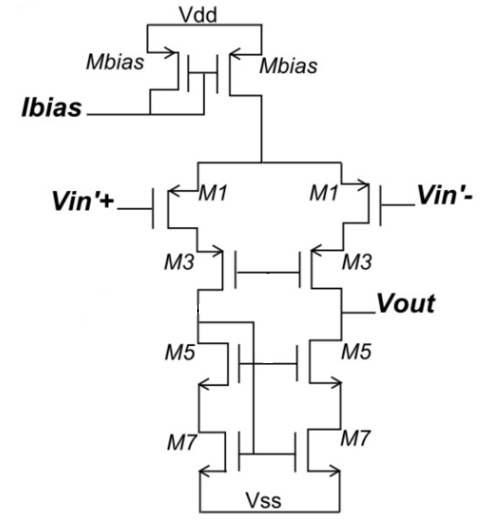 Vdd
Mbias Mbias
Ibias
Vin'+ M1 M1 Vin'-
M3 M3
Vout
M5 M5
M7 M7
Vss